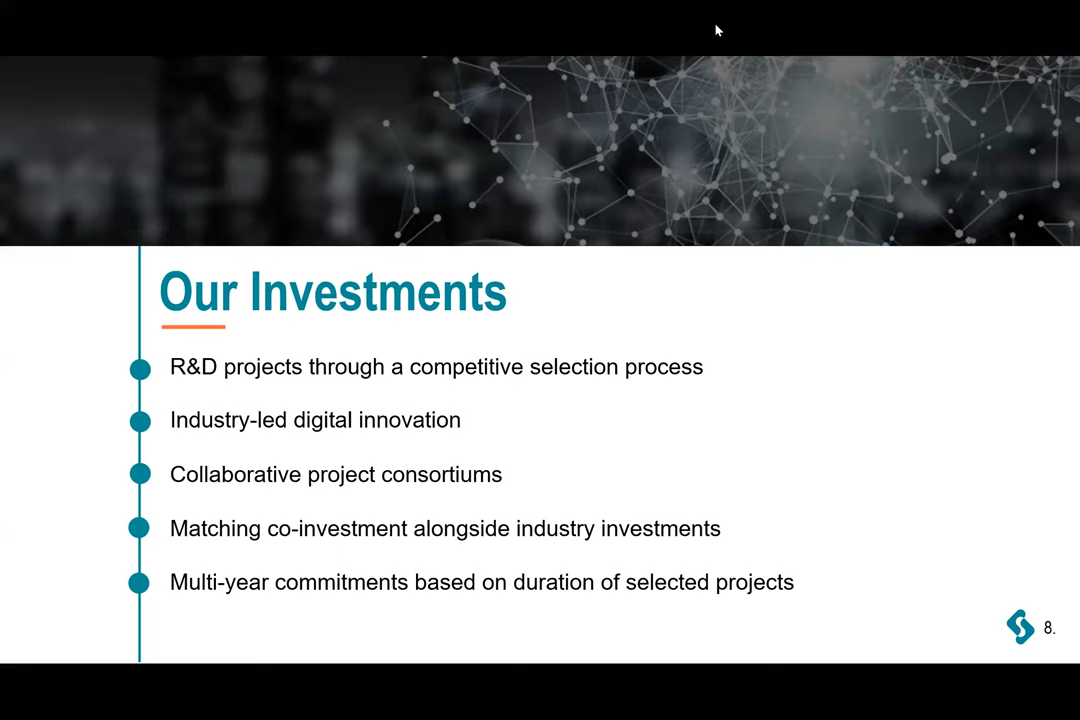 Our Investments
R&D projects through a competitive selection process
Industry-led digital innovation
Collaborative project consortiums
Matching co-investment alongside industry investments
Multi-year commitments based on duration of selected projects
8.